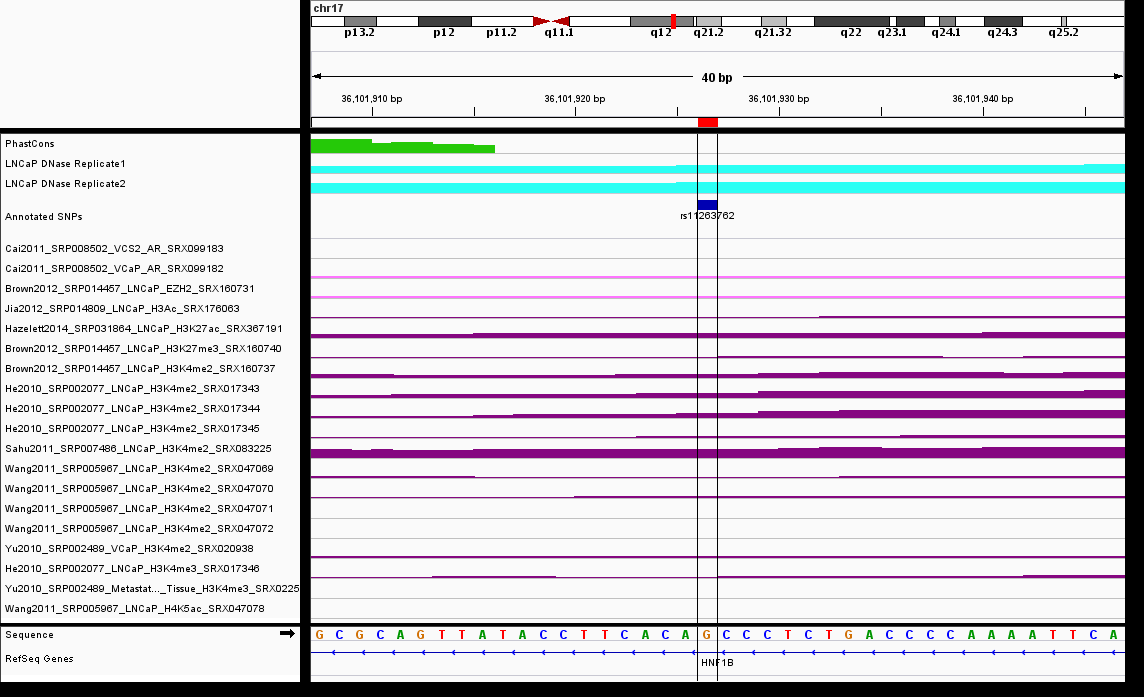 chr17
p13.2 p12 p11.2 q11.1 q12 q21.2 q21.32 q22 q23.1 q24.1 q24.3 q25.2
40 bp
36,101,910 bp 36,101,920 bp 36,101,930 bp 36,101,940 bp
PhastCons
LNCaP DNase Replicate1
LNCaP DNase Replicate2
Annotated SNPs
rs11263762
Cai2011_SRP008502_VCS2_AR_SRX099183
Cai2011_SRP008502_VCaP_AR_SRX099182
Brown2012_SRP014457_LNCaP_EZH2_SRX160731
Jia2012_SRP014809_LNCaP_H3Ac_SRX176063
Hazelett2014_SRP031864_LNCaP_H3K27ac_SRX367191
Brown2012_SRP014457_LNCaP_H3K27me3_SRX160740
Brown2012_SRP014457_LNCaP_H3K4me2_SRX160737
He2010_SRP002077_LNCaP_H3K4me2_SRX017343
He2010_SRP002077_LNCaP_H3K4me2_SRX017344
He2010_SRP002077_LNCaP_H3K4me2_SRX017345
Sahu2011_SRP007486_LNCaP_H3K4me2_SRX083225
Wang2011_SRP005967_LNCaP_H3K4me2_SRX047069
Wang2011_SRP005967_LNCaP_H3K4me2_SRX047070
Wang2011_SRP005967_LNCaP_H3K4me2_SRX047071
Wang2011_SRP005967_LNCaP_H3K4me2_SRX047072
Yu2010_SRP002489_VCaP_H3K4me2_SRX020938
He2010_SRP002077_LNCaP_H3K4me3_SRX017346
Yu2010_SRP002489_Metastat..._Tissue_H3K4me3_SRX0225
Wang2011_SRP005967_LNCaP_H4K5ac_SRX047078
Sequence G C G C A G T T A T A C C T T C A C A G C C C T C T G A C C C C A A A A T T C A
RefSeq Genes
HNF1B